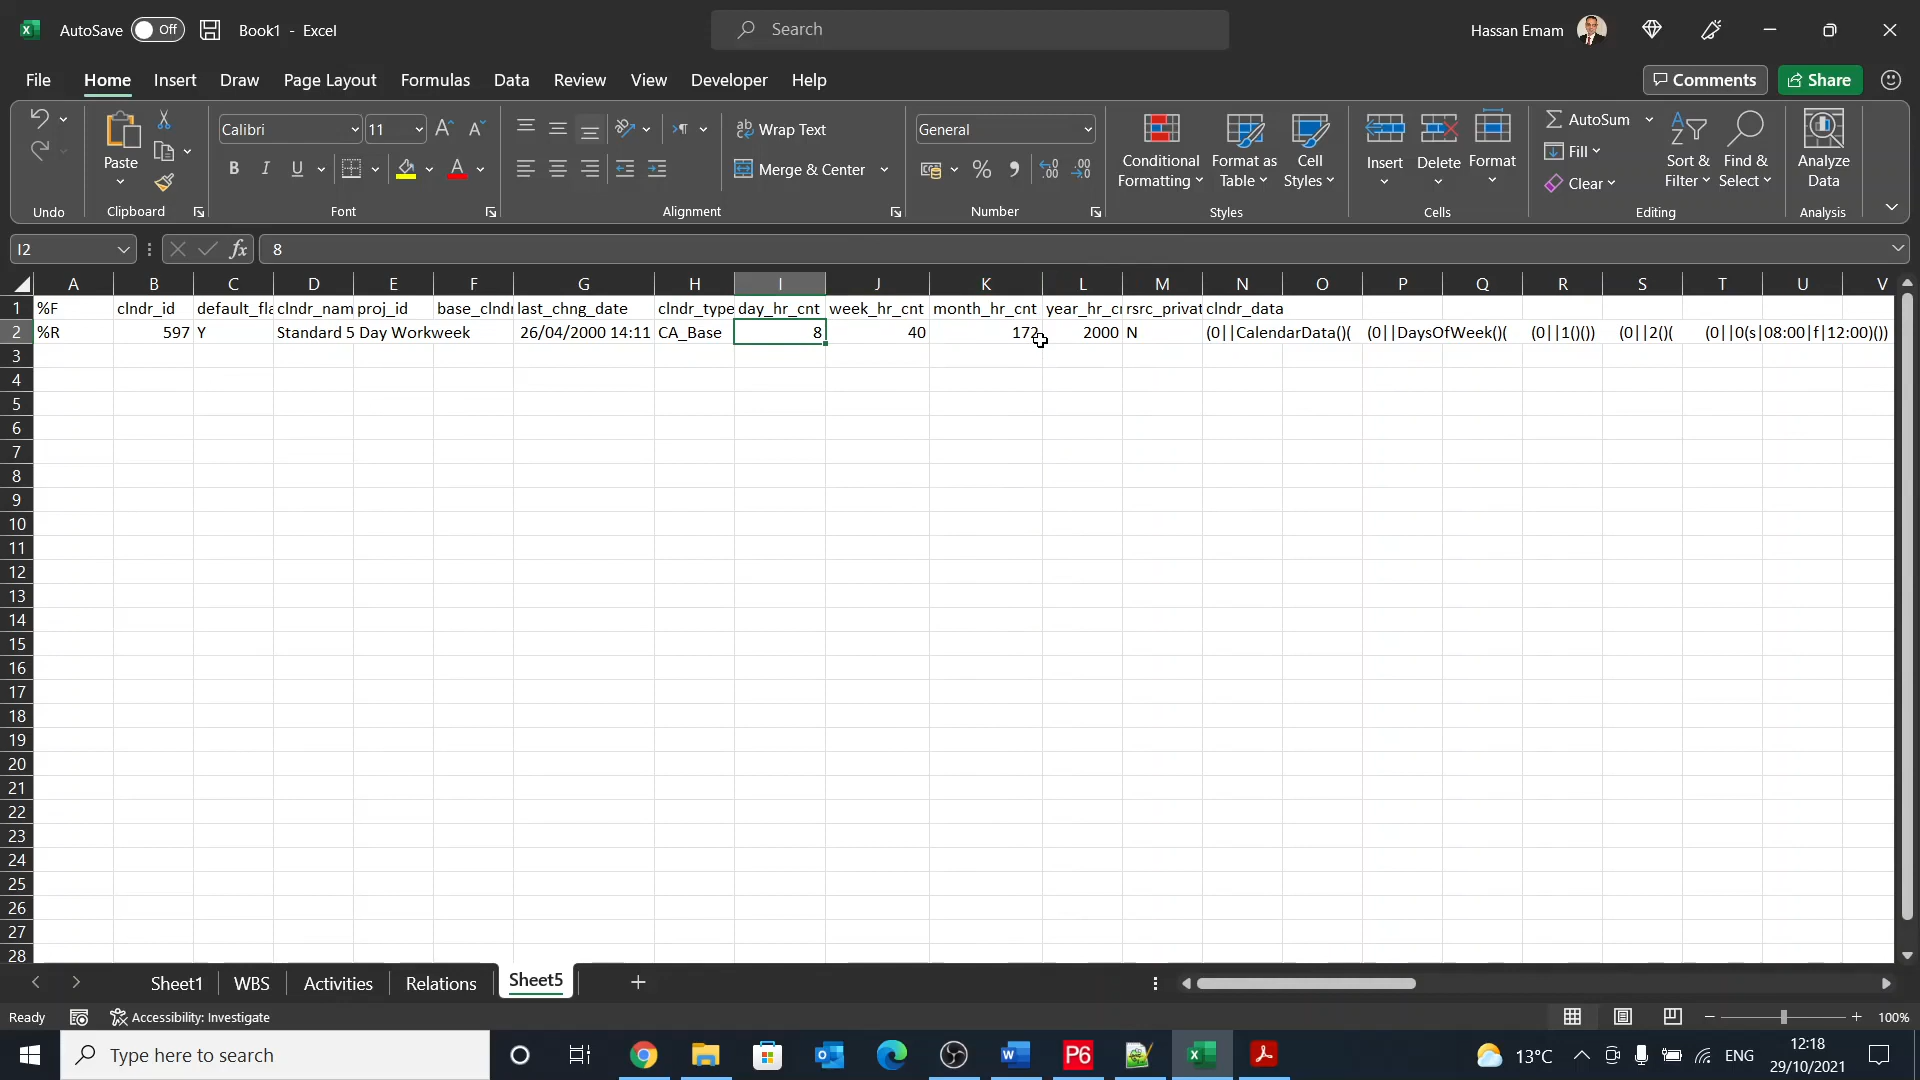 AutoSave Off Book1 - Excel Search Hassan Emam
File Home Insert Draw Page Layout Formulas Data Review View Developer Help Comments Share
Paste Calibri 11 Wrap Text General Conditional Formatting Format as Table Cell Styles Insert Delete Format AutoSum Sort & Filter Find & Select Analyze Data
B I U Merge & Center % Fill
Clear
Undo Clipboard Font Alignment Number Styles Cells Editing Analysis
I2 fx 8
A B C D E F G H I J K L M N O P Q R S T U V
1 %F clndr_id default_fla clndr_nam proj_id base_clndr last_chng_date clndr_type day_hr_cnt week_hr_cnt month_hr_cnt year_hr_cr rsrc_privat clndr_data
2 %R 597 Y Standard 5 Day Workweek 26/04/2000 14:11 CA_Base 8 40 172 2000 N (0||CalendarData()( (0||DaysOfWeek()( (0||1()()) (0||2()( (0||0(s|08:00|f|12:00)())
3
4
5
6
7
8
9
10
11
12
13
14
15
16
17
18
19
20
21
22
23
24
25
26
27
28
Sheet1 WBS Activities Relations Sheet5
Ready Accessibility: Investigate 100%
Type here to search P6 13°C ENG 12:18
29/10/2021